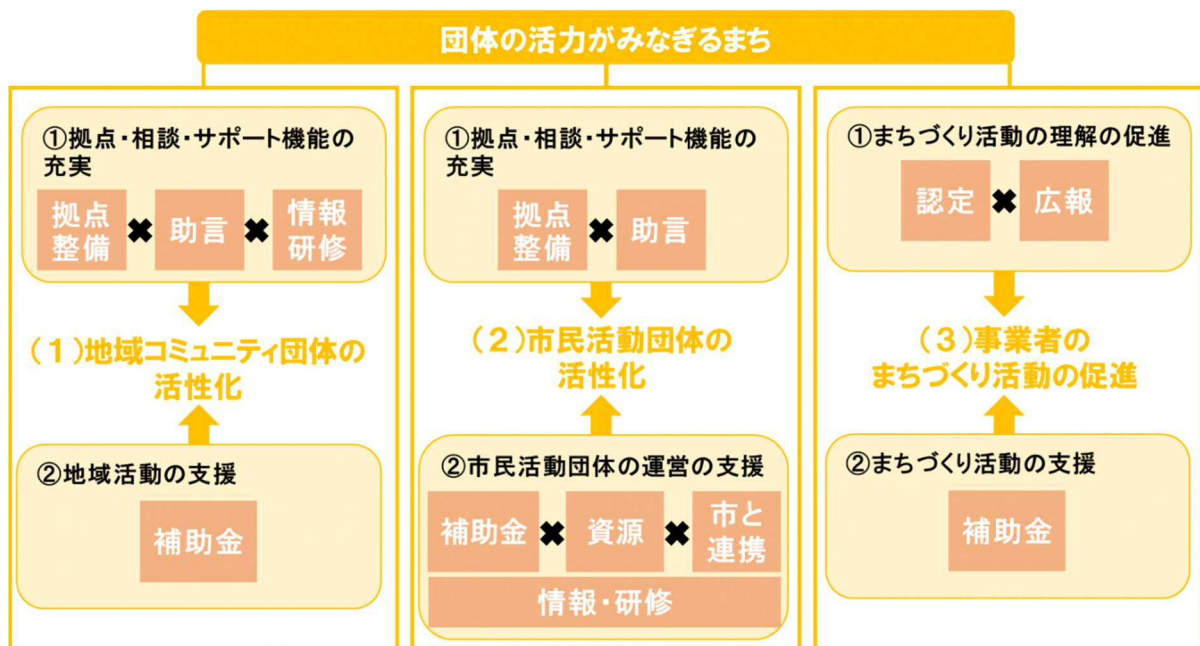 団体の活力がみなぎるまち
①拠点・相談・サポート機能の
充実
拠点
整備
✖
助言
✖
情報
研修
(1)地域コミュニティ団体の
活性化
②地域活動の支援
補助金
①拠点・相談・サポート機能の
充実
拠点
整備
✖
助言
(2)市民活動団体の
活性化
②市民活動団体の運営の支援
補助金
✖
資源
✖
市と
連携
情報・研修
①まちづくり活動の理解の促進
認定
✖
広報
(3)事業者の
まちづくり活動の促進
②まちづくり活動の支援
補助金